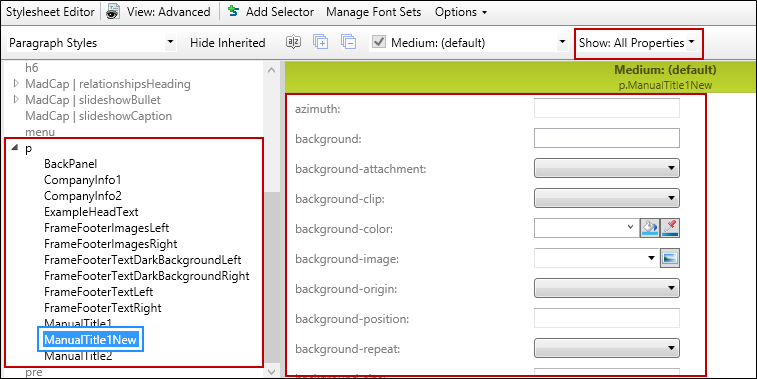 Stylesheet Editor View: Advanced Add Selector Manage Font Sets Options
Paragraph Styles Hide Inherited Medium: (default) Show: All Properties
h6
MadCap | relationshipsHeading
MadCap | slideshowBullet
MadCap | slideshowCaption
menu
p
BackPanel
CompanyInfo1
CompanyInfo2
ExampleHeadText
FrameFooterImagesLeft
FrameFooterImagesRight
FrameFooterTextDarkBackgroundLeft
FrameFooterTextDarkBackgroundRight
FrameFooterTextLeft
FrameFooterTextRight
ManualTitle1
ManualTitle1New
ManualTitle2
pre
Medium: (default)
p.ManualTitle1New
azimuth:
background:
background-attachment:
background-clip:
background-color:
background-image:
background-origin:
background-position:
background-repeat:
background-size: